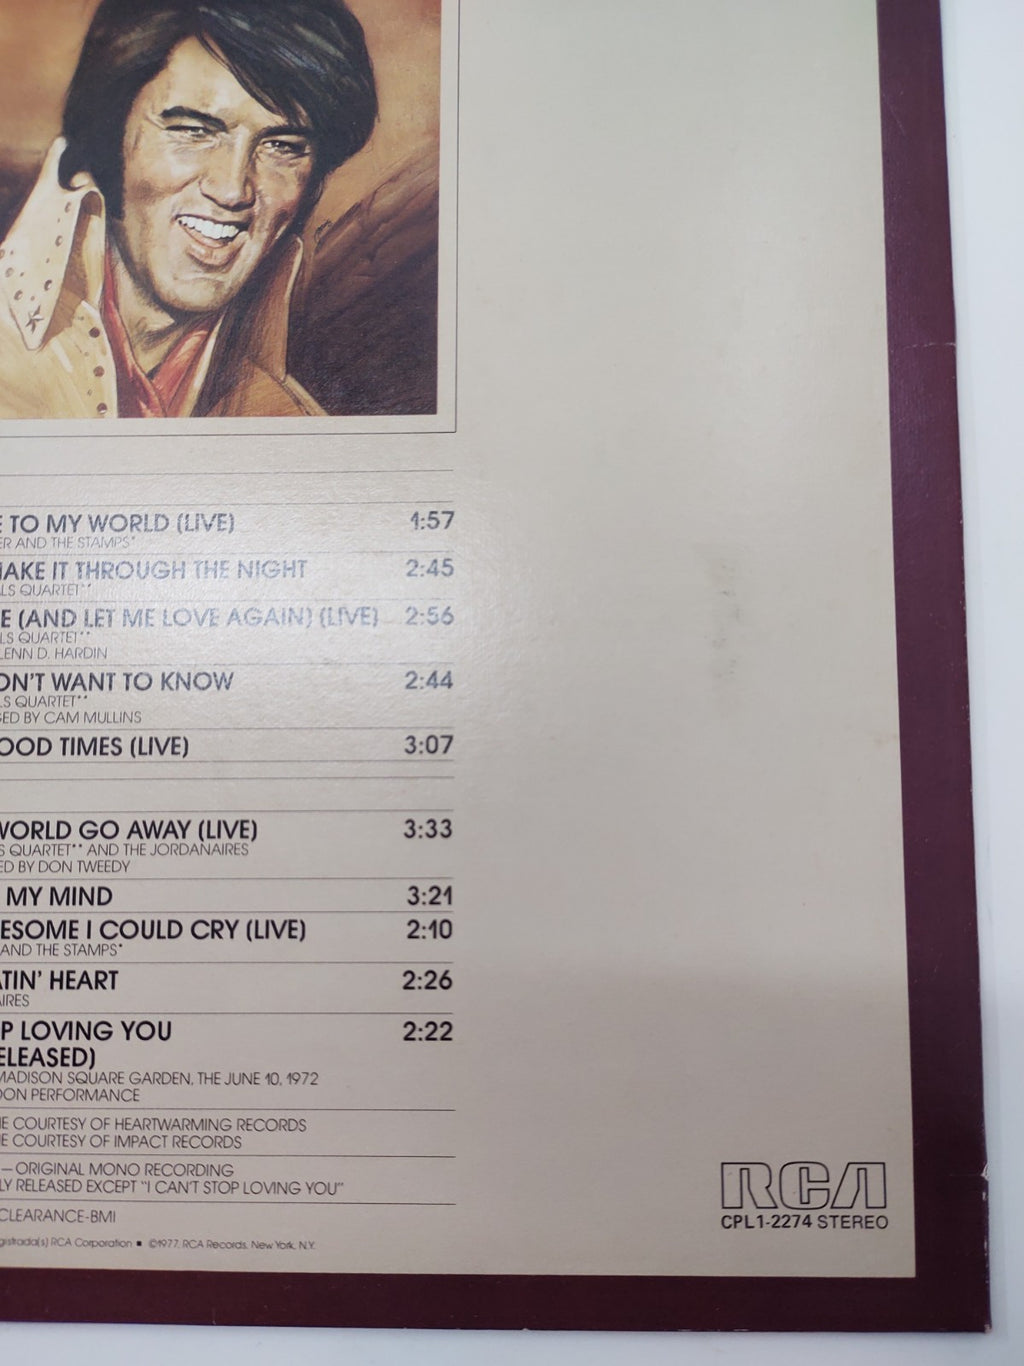 E TO MY WORLD (LIVE) 1:57
ER AND THE STAMPS*
MAKE IT THROUGH THE NIGHT 2:45
LS QUARTET**
E (AND LET ME LOVE AGAIN) (LIVE) 2:56
LS QUARTET**
LENN D. HARDIN
ON'T WANT TO KNOW 2:44
LS QUARTET**
GED BY CAM MULLINS
OOD TIMES (LIVE) 3:07
WORLD GO AWAY (LIVE) 3:33
S QUARTET** AND THE JORDANAIRES
ED BY DON TWEEDY
MY MIND 3:21
ESOME I COULD CRY (LIVE) 2:10
AND THE STAMPS*
ATIN' HEART 2:26
IRES
P LOVING YOU 2:22
ELEASED)
MADISON SQUARE GARDEN, THE JUNE 10, 1972
OON PERFORMANCE
E COURTESY OF HEARTWARMING RECORDS
E COURTESY OF IMPACT RECORDS
— ORIGINAL MONO RECORDING
LY RELEASED EXCEPT "I CAN'T STOP LOVING YOU"
CLEARANCE-BMI
gistrada(s) RCA Corporation ■ ©1977, RCA Records, New York, N.Y.
RCA
CPL1-2274 STEREO